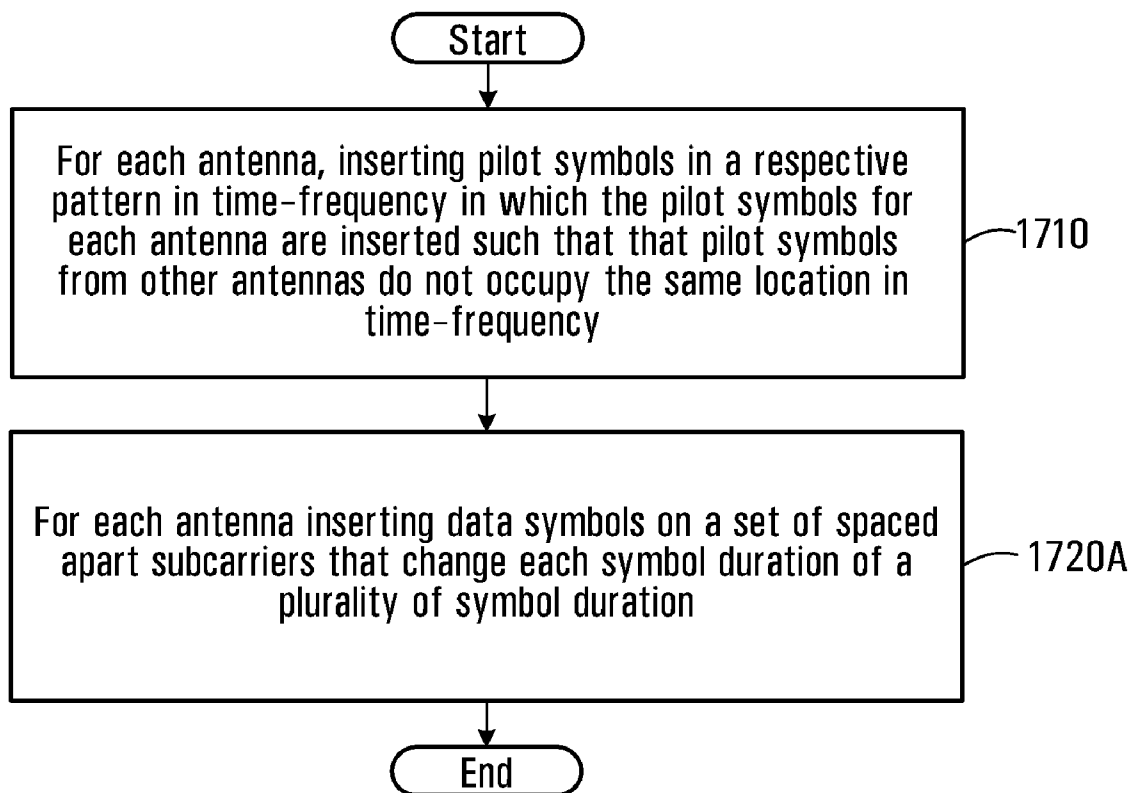 Start
For each antenna, inserting pilot symbols in a respective
pattern in time-frequency in which the pilot symbols for
each antenna are inserted such that that pilot symbols
from other antennas do not occupy the same location in
time-frequency
1710
For each antenna inserting data symbols on a set of spaced
apart subcarriers that change each symbol duration of a
plurality of symbol duration
1720A
End